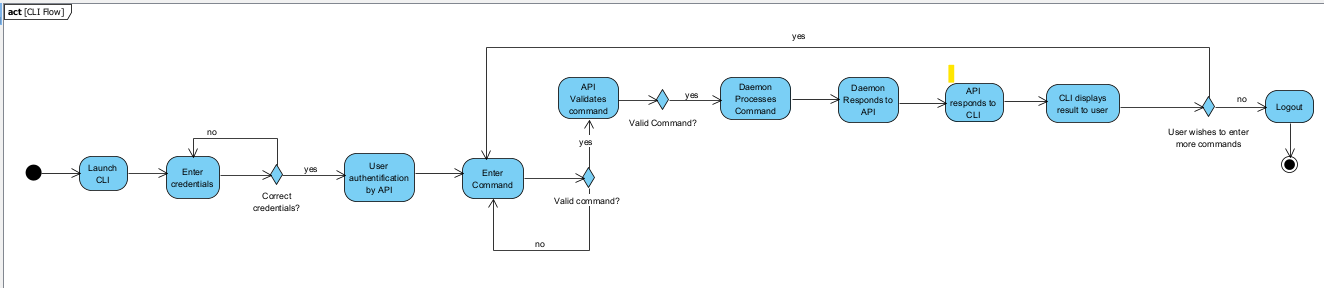 act [CLI Flow]
yes
API
Validates
command
yes
Valid Command?
Daemon
Processes
Command
Daemon
Responds to
API
API
responds to
CLI
CLI displays
result to user
no
User wishes to enter
more commands
Logout
no
Launch
CLI
Enter
credentials
Correct
credentials?
yes
User
authentification
by API
Enter
Command
yes
Valid command?
no